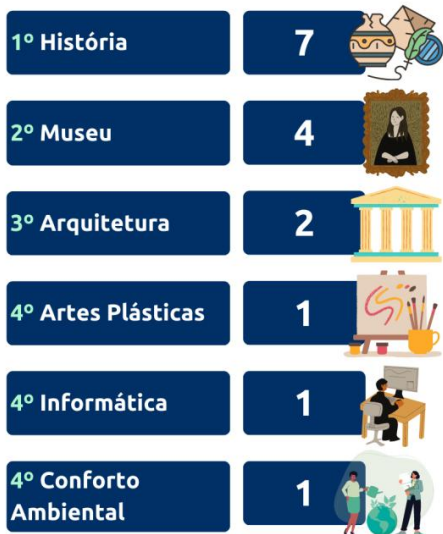 1º História 7
2º Museu 4
3º Arquitetura 2
4º Artes Plásticas 1
4º Informática 1
4º Conforto
Ambiental 1